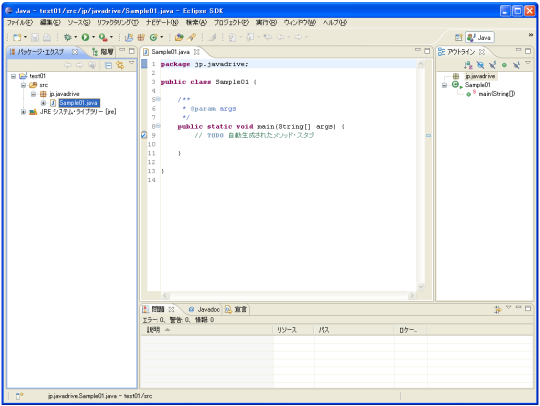 Java - test01/src/jp/javadrive/Sample01.java - Eclipse SDK
ファイル(F) 編集(E) ソース(S) リファクタリング(T) ナビゲート(N) 検索(A) プロジェクト(P) 実行(R) ウィンドウ(W) ヘルプ(H)
Java
パッケージ・エクスプ 階層
test01
src
jp.javadrive
Sample01.java
JRE システム・ライブラリー [jre]
Sample01.java
1 package jp.javadrive;
2
3 public class Sample01 {
4
5 /**
6 * @param args
7 */
8 public static void main(String[] args) {
9 // TODO 自動生成されたメソッド・スタブ
10
11 }
12
13 }
14
アウトライン
jp.javadrive
Sample01
main(String[])
問題 Javadoc 宣言
エラー: 0、警告: 0、情報: 0
説明 リソース パス ロケー..
jp.javadrive.Sample01.java - test01/src